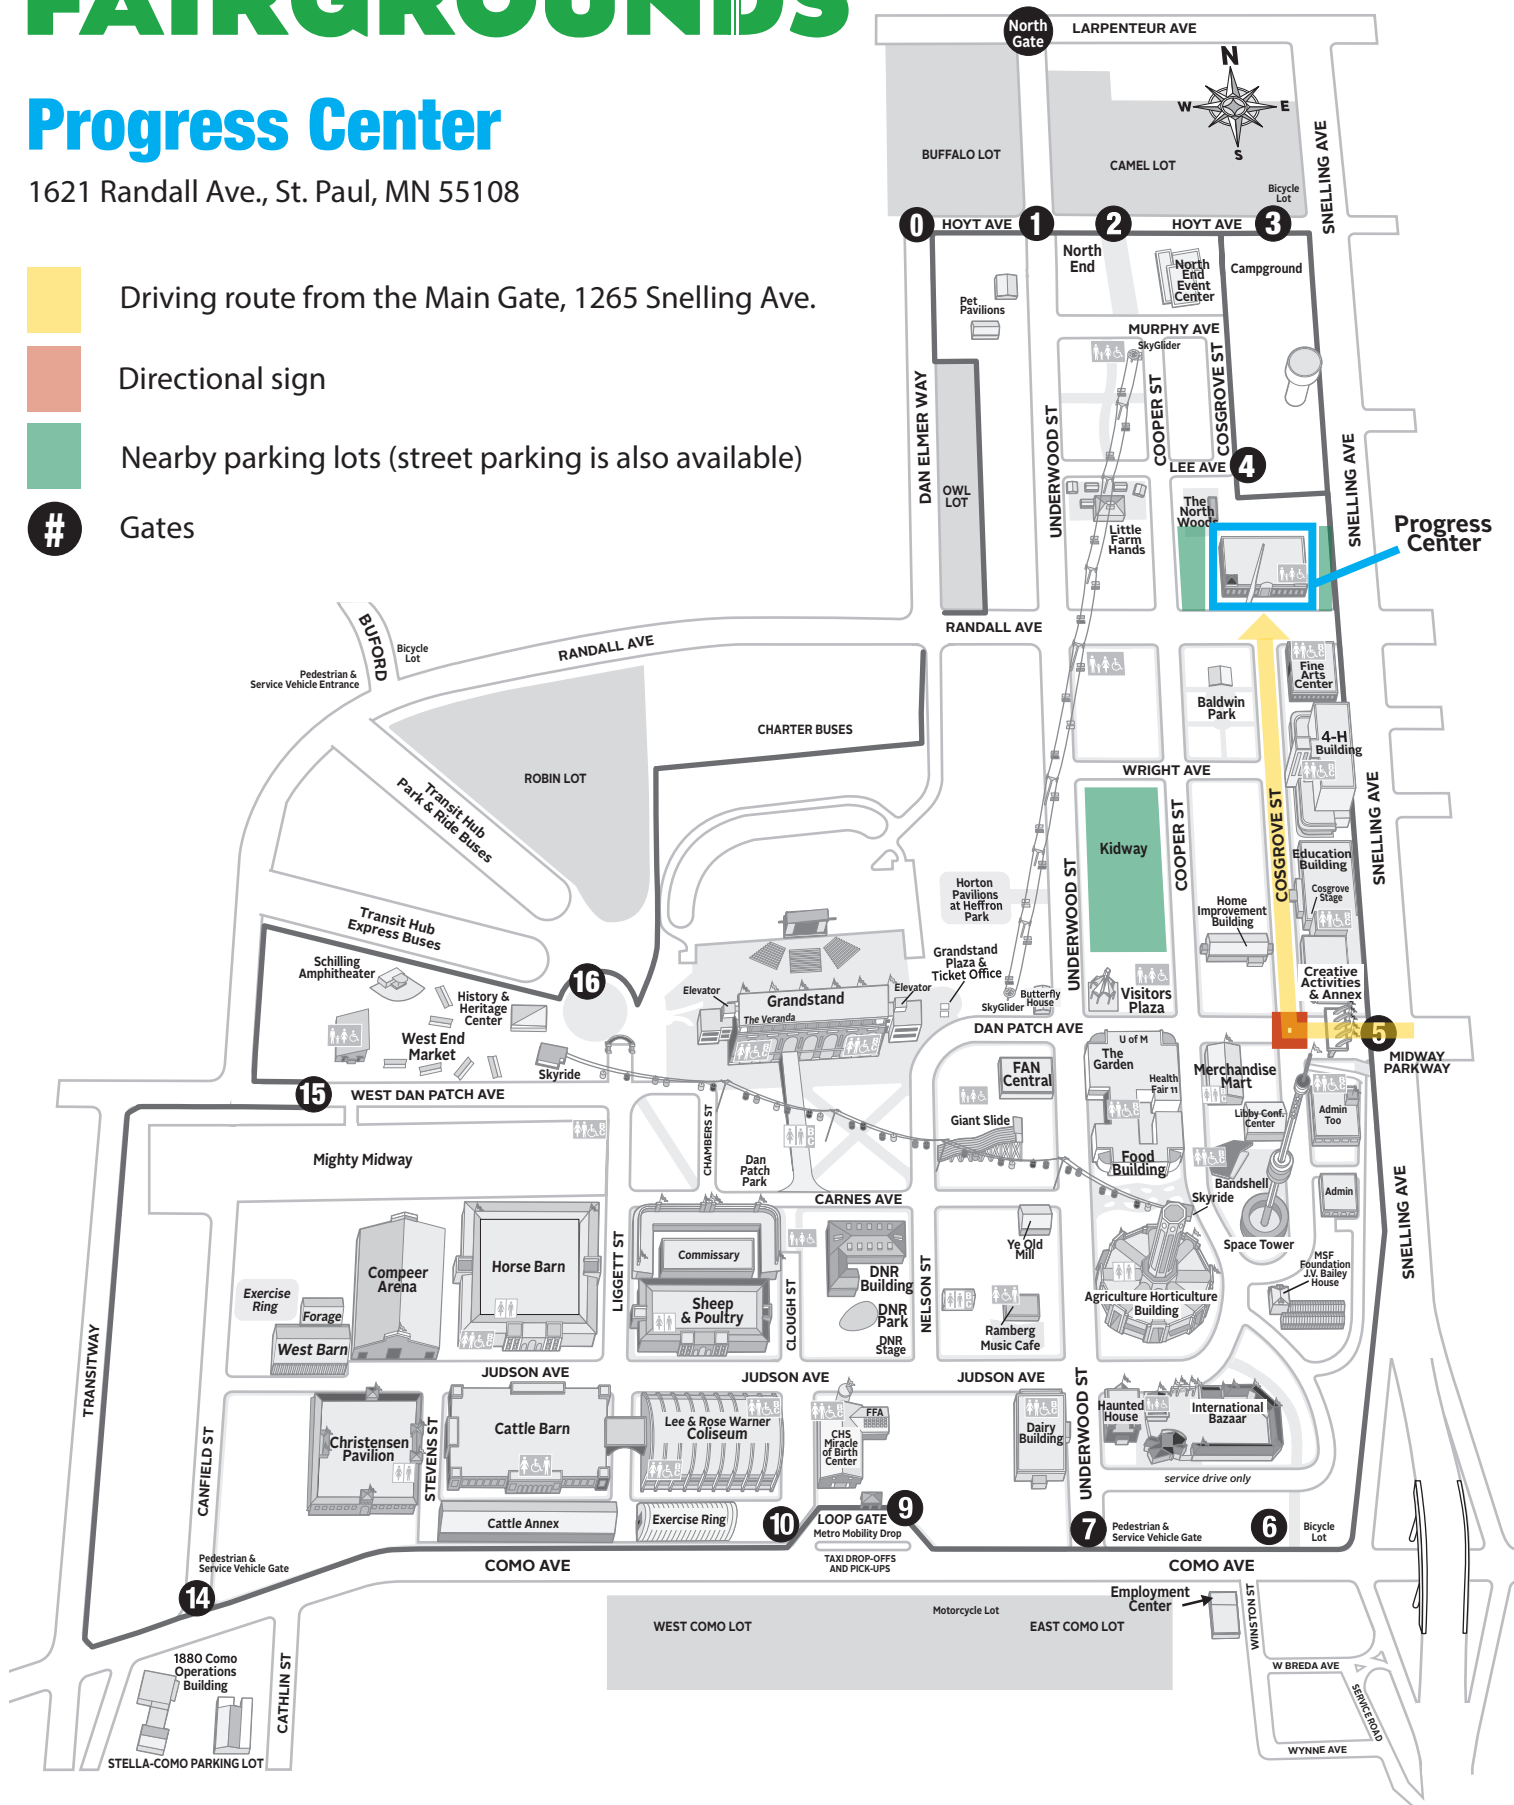 FAIRGROUNDS
Progress Center
1621 Randall Ave., St. Paul, MN 55108
Driving route from the Main Gate, 1265 Snelling Ave.
Directional sign
Nearby parking lots (street parking is also available)
#
Gates
North
Gate
LARPENTEUR AVE
N
W
E
S
BUFFALO LOT
CAMEL LOT
Bicycle
Lot
SNELLING AVE
0
HOYT AVE
1
2
HOYT AVE
3
North
End
North
End
Event
Center
Campground
Pet
Pavilions
MURPHY AVE
SkyGlider
DAN ELMER WAY
UNDERWOOD ST
COOPER ST
COSGROVE ST
LEE AVE
4
OWL
LOT
The
North
Woods
Little
Farm
Hands
SNELLING AVE
Progress
Center
RANDALL AVE
BUFORD
Bicycle
Lot
Pedestrian &
Service Vehicle Entrance
RANDALL AVE
Fine
Arts
Center
Baldwin
Park
CHARTER BUSES
4-H
Building
ROBIN LOT
WRIGHT AVE
Transit Hub
Park & Ride Buses
Kidway
COOPER ST
COSGROVE ST
SNELLING AVE
UNDERWOOD ST
Education
Building
Cosgrove
Stage
Horton
Pavilions
at Heffron
Park
Home
Improvement
Building
Transit Hub
Express Buses
Schilling
Amphitheater
16
Grandstand
Plaza &
Ticket Office
Creative
Activities
& Annex
Elevator
Grandstand
Elevator
The Veranda
SkyGlider
Butterfly
House
Visitors
Plaza
History &
Heritage
Center
West End
Market
Skyride
DAN PATCH AVE
5
MIDWAY
PARKWAY
U of M
The
Garden
Health
Fair 11
Merchandise
Mart
FAN
Central
Libby Conf.
Center
Admin
Too
Giant Slide
15
WEST DAN PATCH AVE
CHAMBERS ST
Mighty Midway
Dan
Patch
Park
Food
Building
Bandshell
Skyride
Admin
CARNES AVE
Space Tower
SNELLING AVE
Compeer
Arena
Horse Barn
LIGGETT ST
Commissary
Sheep
& Poultry
CLOUGH ST
DNR
Building
DNR
Park
DNR
Stage
NELSON ST
Ye Old
Mill
Ramberg
Music Cafe
Agriculture Horticulture
Building
MSF
Foundation
J.V. Bailey
House
Exercise
Ring
Forage
West Barn
TRANSITWAY
JUDSON AVE
JUDSON AVE
JUDSON AVE
UNDERWOOD ST
CANFIELD ST
Christensen
Pavilion
STEVENS ST
Cattle Barn
Lee & Rose Warner
Coliseum
FFA
CHS
Miracle
of Birth
Center
Dairy
Building
Haunted
House
International
Bazaar
service drive only
Cattle Annex
Exercise Ring
10
LOOP GATE
Metro Mobility Drop
9
7
Pedestrian &
Service Vehicle Gate
6
Bicycle
Lot
TAXI DROP-OFFS
AND PICK-UPS
Pedestrian &
Service Vehicle Gate
14
COMO AVE
COMO AVE
Employment
Center
WINSTON ST
WEST COMO LOT
Motorcycle Lot
EAST COMO LOT
1880 Como
Operations
Building
CATHLIN ST
W BREDA AVE
SERVICE ROAD
WYNNE AVE
STELLA-COMO PARKING LOT